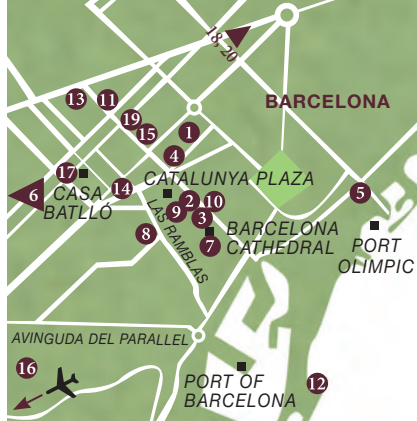 18, 20
13
11
BARCELONA
19
15
1
4
17
6
CASA
BATLLÓ
14
CATALUNYA PLAZA
5
2
10
9
3
LAS RAMBLAS
8
7
BARCELONA
CATHEDRAL
PORT
OLIMPIC
AVINGUDA DEL PARALLEL
16
PORT OF
BARCELONA
12